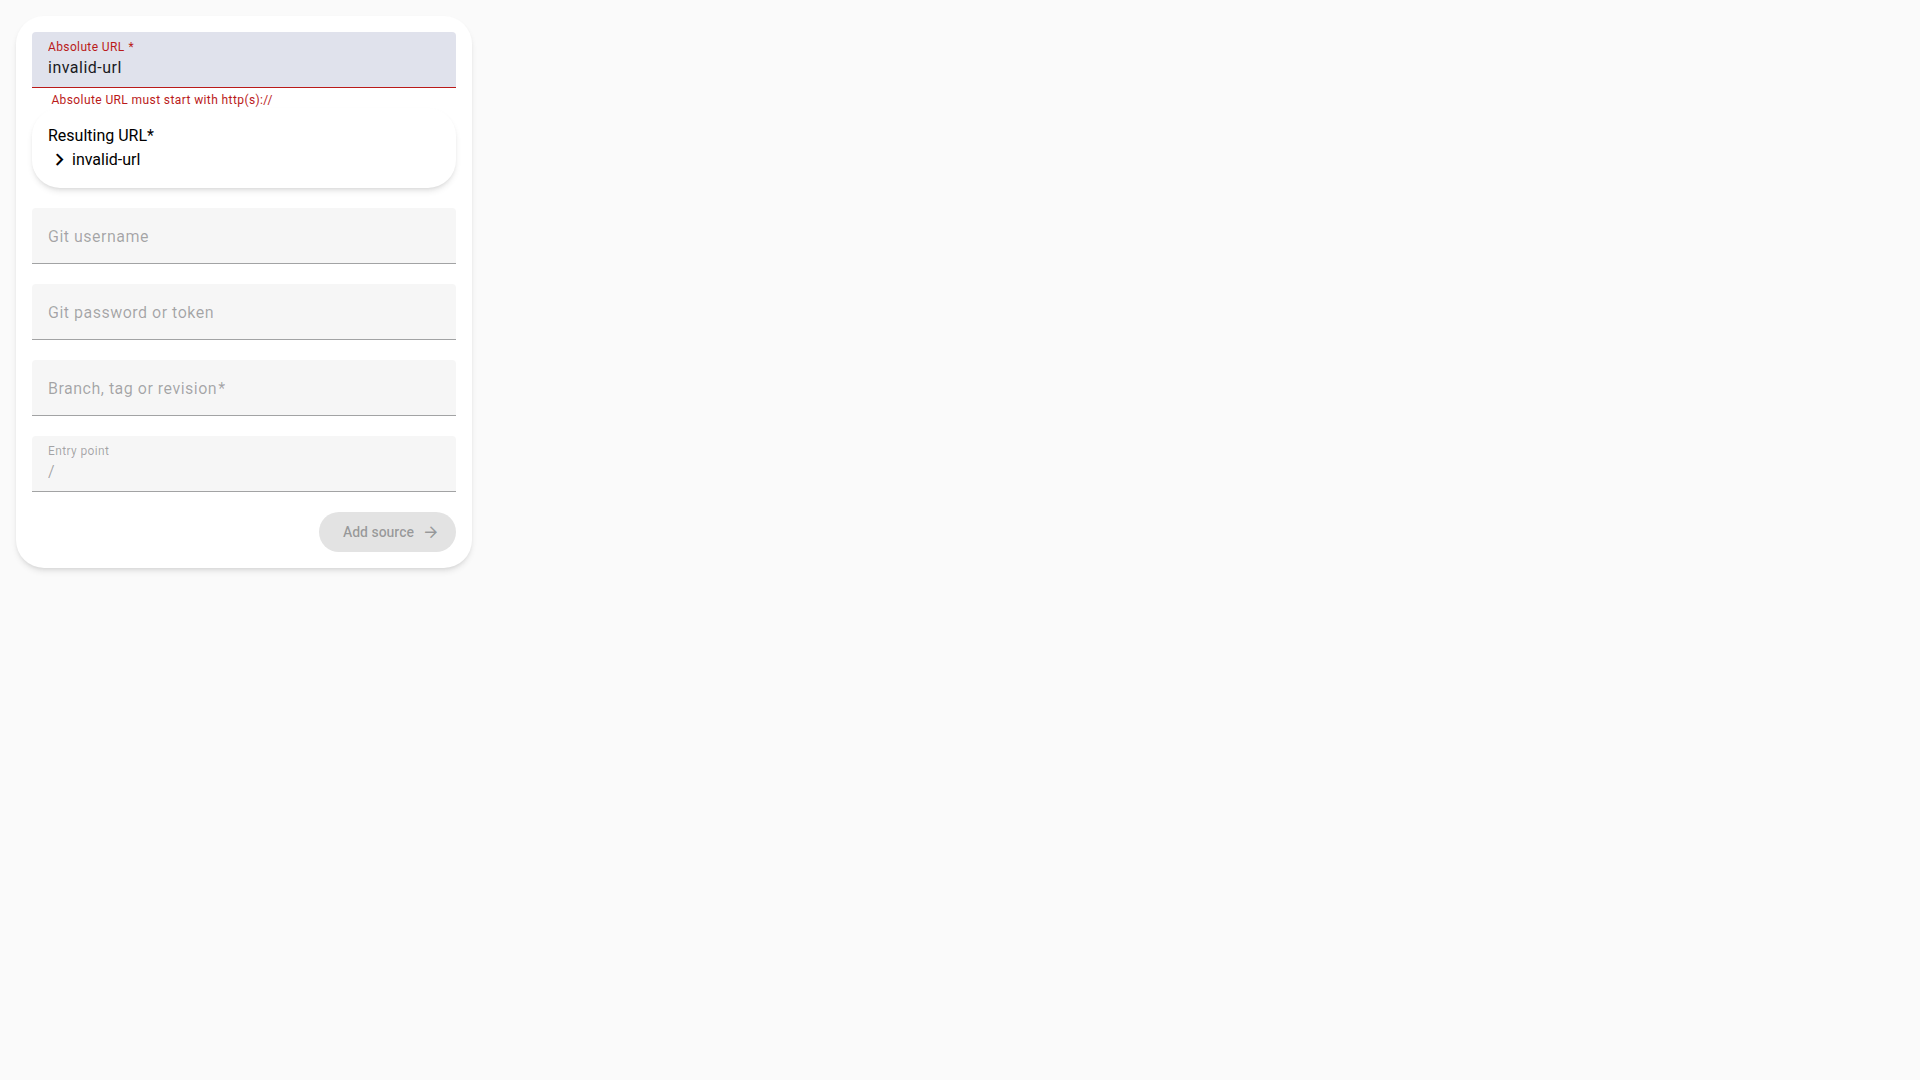 Absolute URL *
invalid-url
Absolute URL must start with http(s)://
Resulting URL*
invalid-url
Git username
Git password or token
Branch, tag or revision*
Entry point
/
Add source